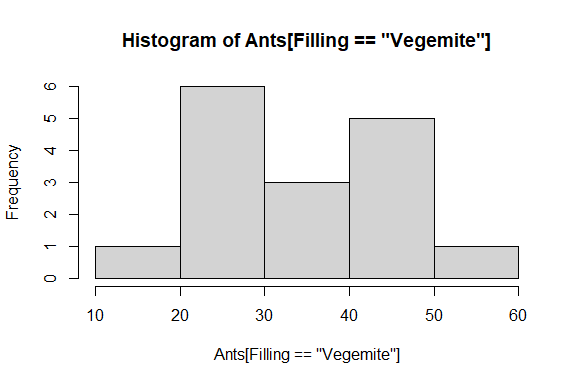 Histogram of Ants[Filling == "Vegemite"]
Frequency
6
5
4
3
2
1
0
10 20 30 40 50 60
Ants[Filling == "Vegemite"]